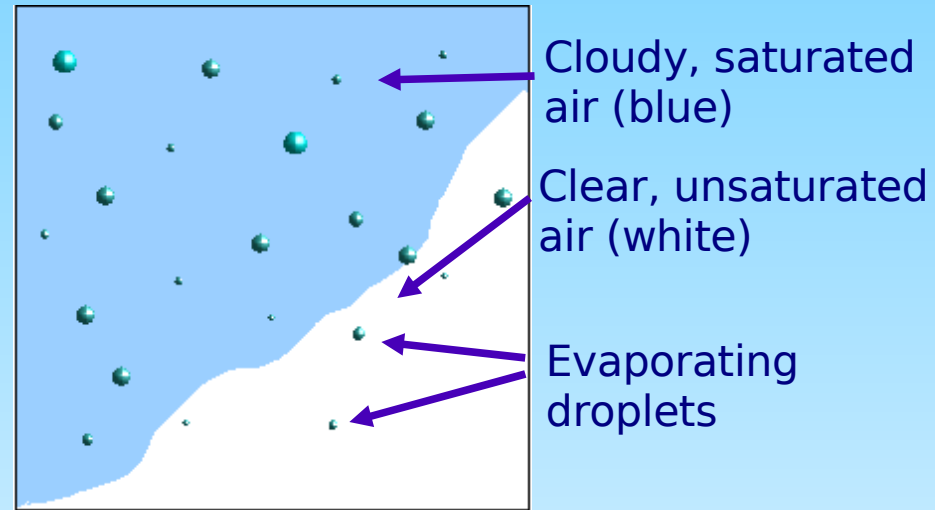 Cloudy, saturated
air (blue)
Clear, unsaturated
air (white)
Evaporating
droplets